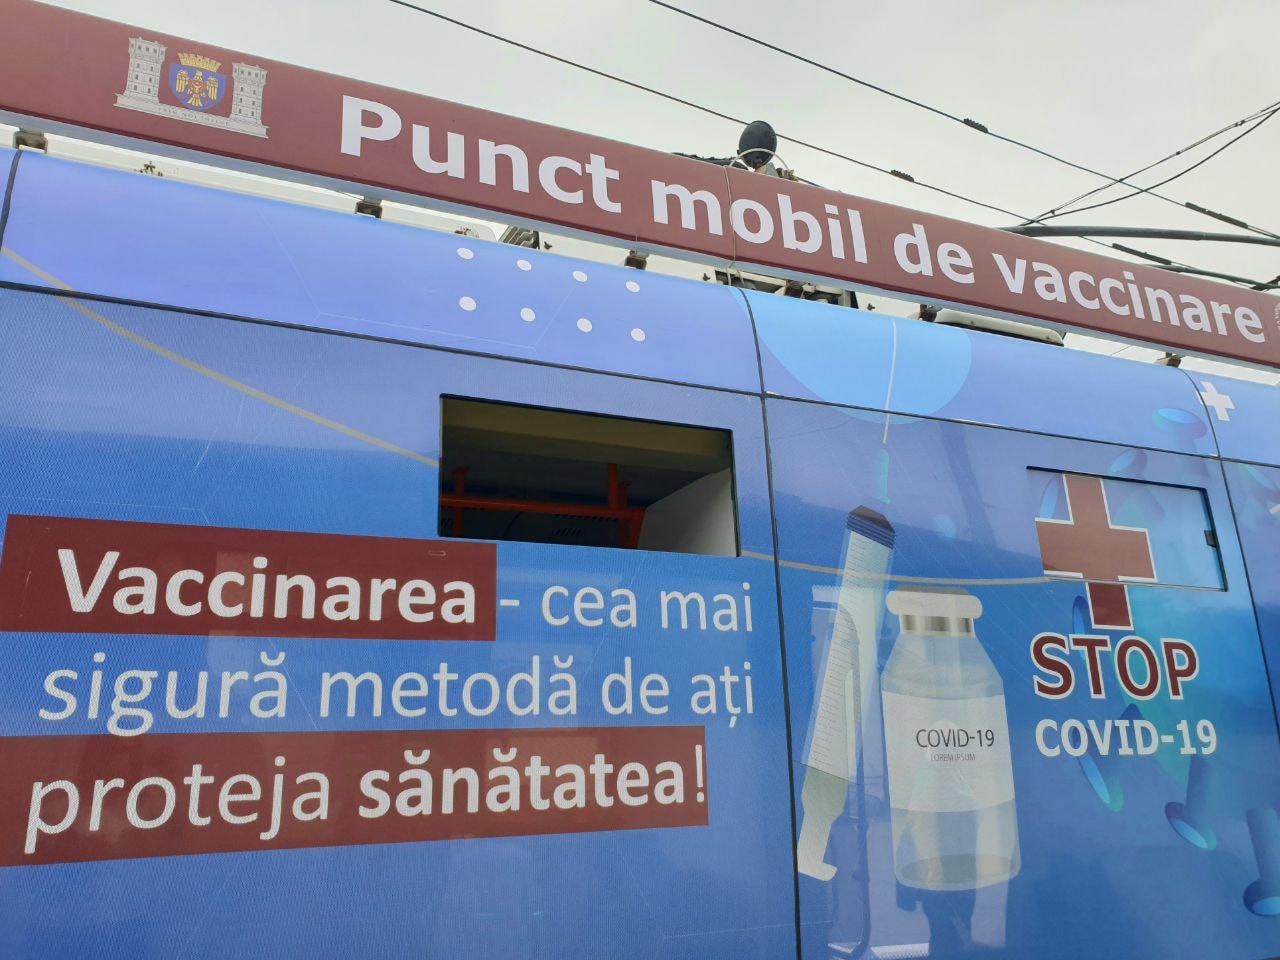 Punct mobil de vaccinare
Vaccinarea - cea mai
sigură metodă de ați
proteja sănătatea!
COVID-19
LOREM IPSUM
STOP
COVID-19